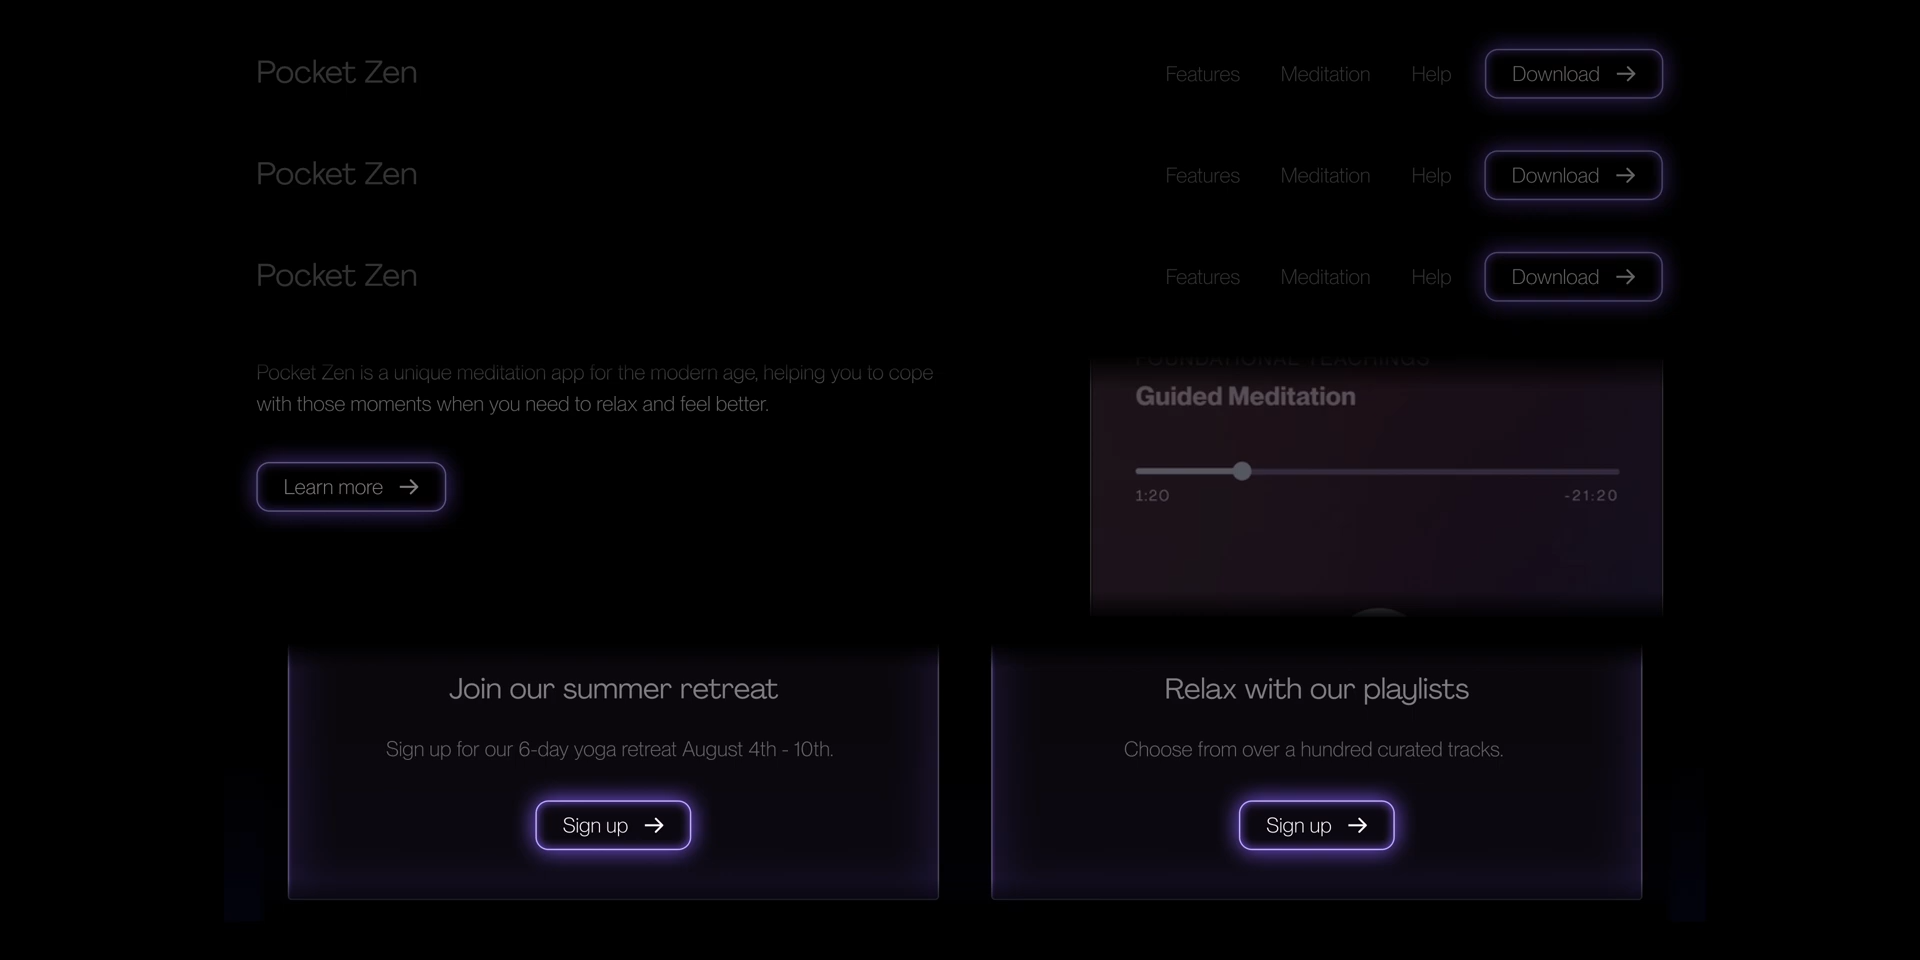 Pocket Zen
Features
Meditation
Help
Download
Pocket Zen
Features
Meditation
Help
Download
Pocket Zen
Features
Meditation
Help
Download
Pocket Zen is a unique meditation app for the modern age, helping you to cope
with those moments when you need to relax and feel better.
Learn more
FOUNDATIONAL TEACHINGS
Guided Meditation
1:20
-21:20
Join our summer retreat
Sign up for our 6-day yoga retreat August 4th - 10th.
Sign up
Relax with our playlists
Choose from over a hundred curated tracks.
Sign up